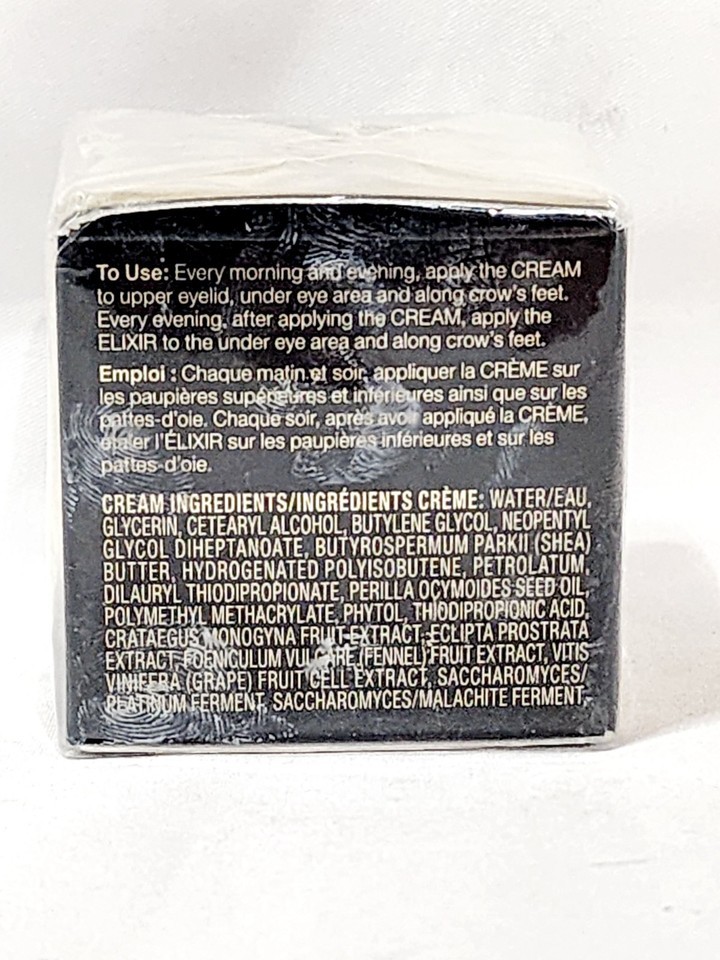 To Use: Every morning and evening, apply the CREAM
to upper eyelid, under eye area and along crow's feet.
Every evening, after applying the CREAM, apply the
ELIXIR to the under eye area and along crow's feet.
Emploi : Chaque matin et soir, appliquer la CRÈME sur
les paupières supérieures et inférieures ainsi que sur les
pattes-d'oie. Chaque soir, après avoir appliqué la CRÈME,
étaler l'ÉLIXIR sur les paupières inférieures et sur les
pattes-d'oie.
CREAM INGREDIENTS/INGRÉDIENTS CRÈME: WATER/EAU,
GLYCERIN, CETEARYL ALCOHOL, BUTYLENE GLYCOL, NEOPENTYL
GLYCOL DIHEPTANOATE, BUTYROSPERMUM PARKII (SHEA)
BUTTER, HYDROGENATED POLYISOBUTENE, PETROLATUM,
DILAURYL THIODIPROPIONATE, PERILLA OCYMOIDES SEED OIL,
POLYMETHYL METHACRYLATE, PHYTOL, THIODIPROPIONIC ACID,
CRATAEGUS MONOGYNA FRUIT EXTRACT, ECLIPTA PROSTRATA
EXTRACT, FOENICULUM VULGARE (FENNEL) FRUIT EXTRACT, VITIS
VINIFERA (GRAPE) FRUIT CELL EXTRACT, SACCHAROMYCES/
PLATINUM FERMENT, SACCHAROMYCES/MALACHITE FERMENT,